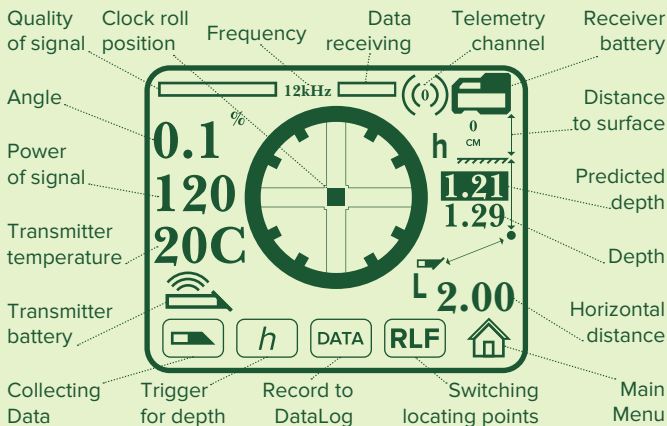 Quality
of signal
Clock roll
position
Frequency
Data
receiving
Telemetry
channel
Receiver
battery
Angle
Power
of signal
Transmitter
temperature
Transmitter
battery
12kHz
0
0.1 %
120
20C
h
0
CM
1.21
1.29
L 2.00
h
DATA
RLF
Distance
to surface
Predicted
depth
Depth
Horizontal
distance
Collecting
Data
Trigger
for depth
Record to
DataLog
Switching
locating points
Main
Menu